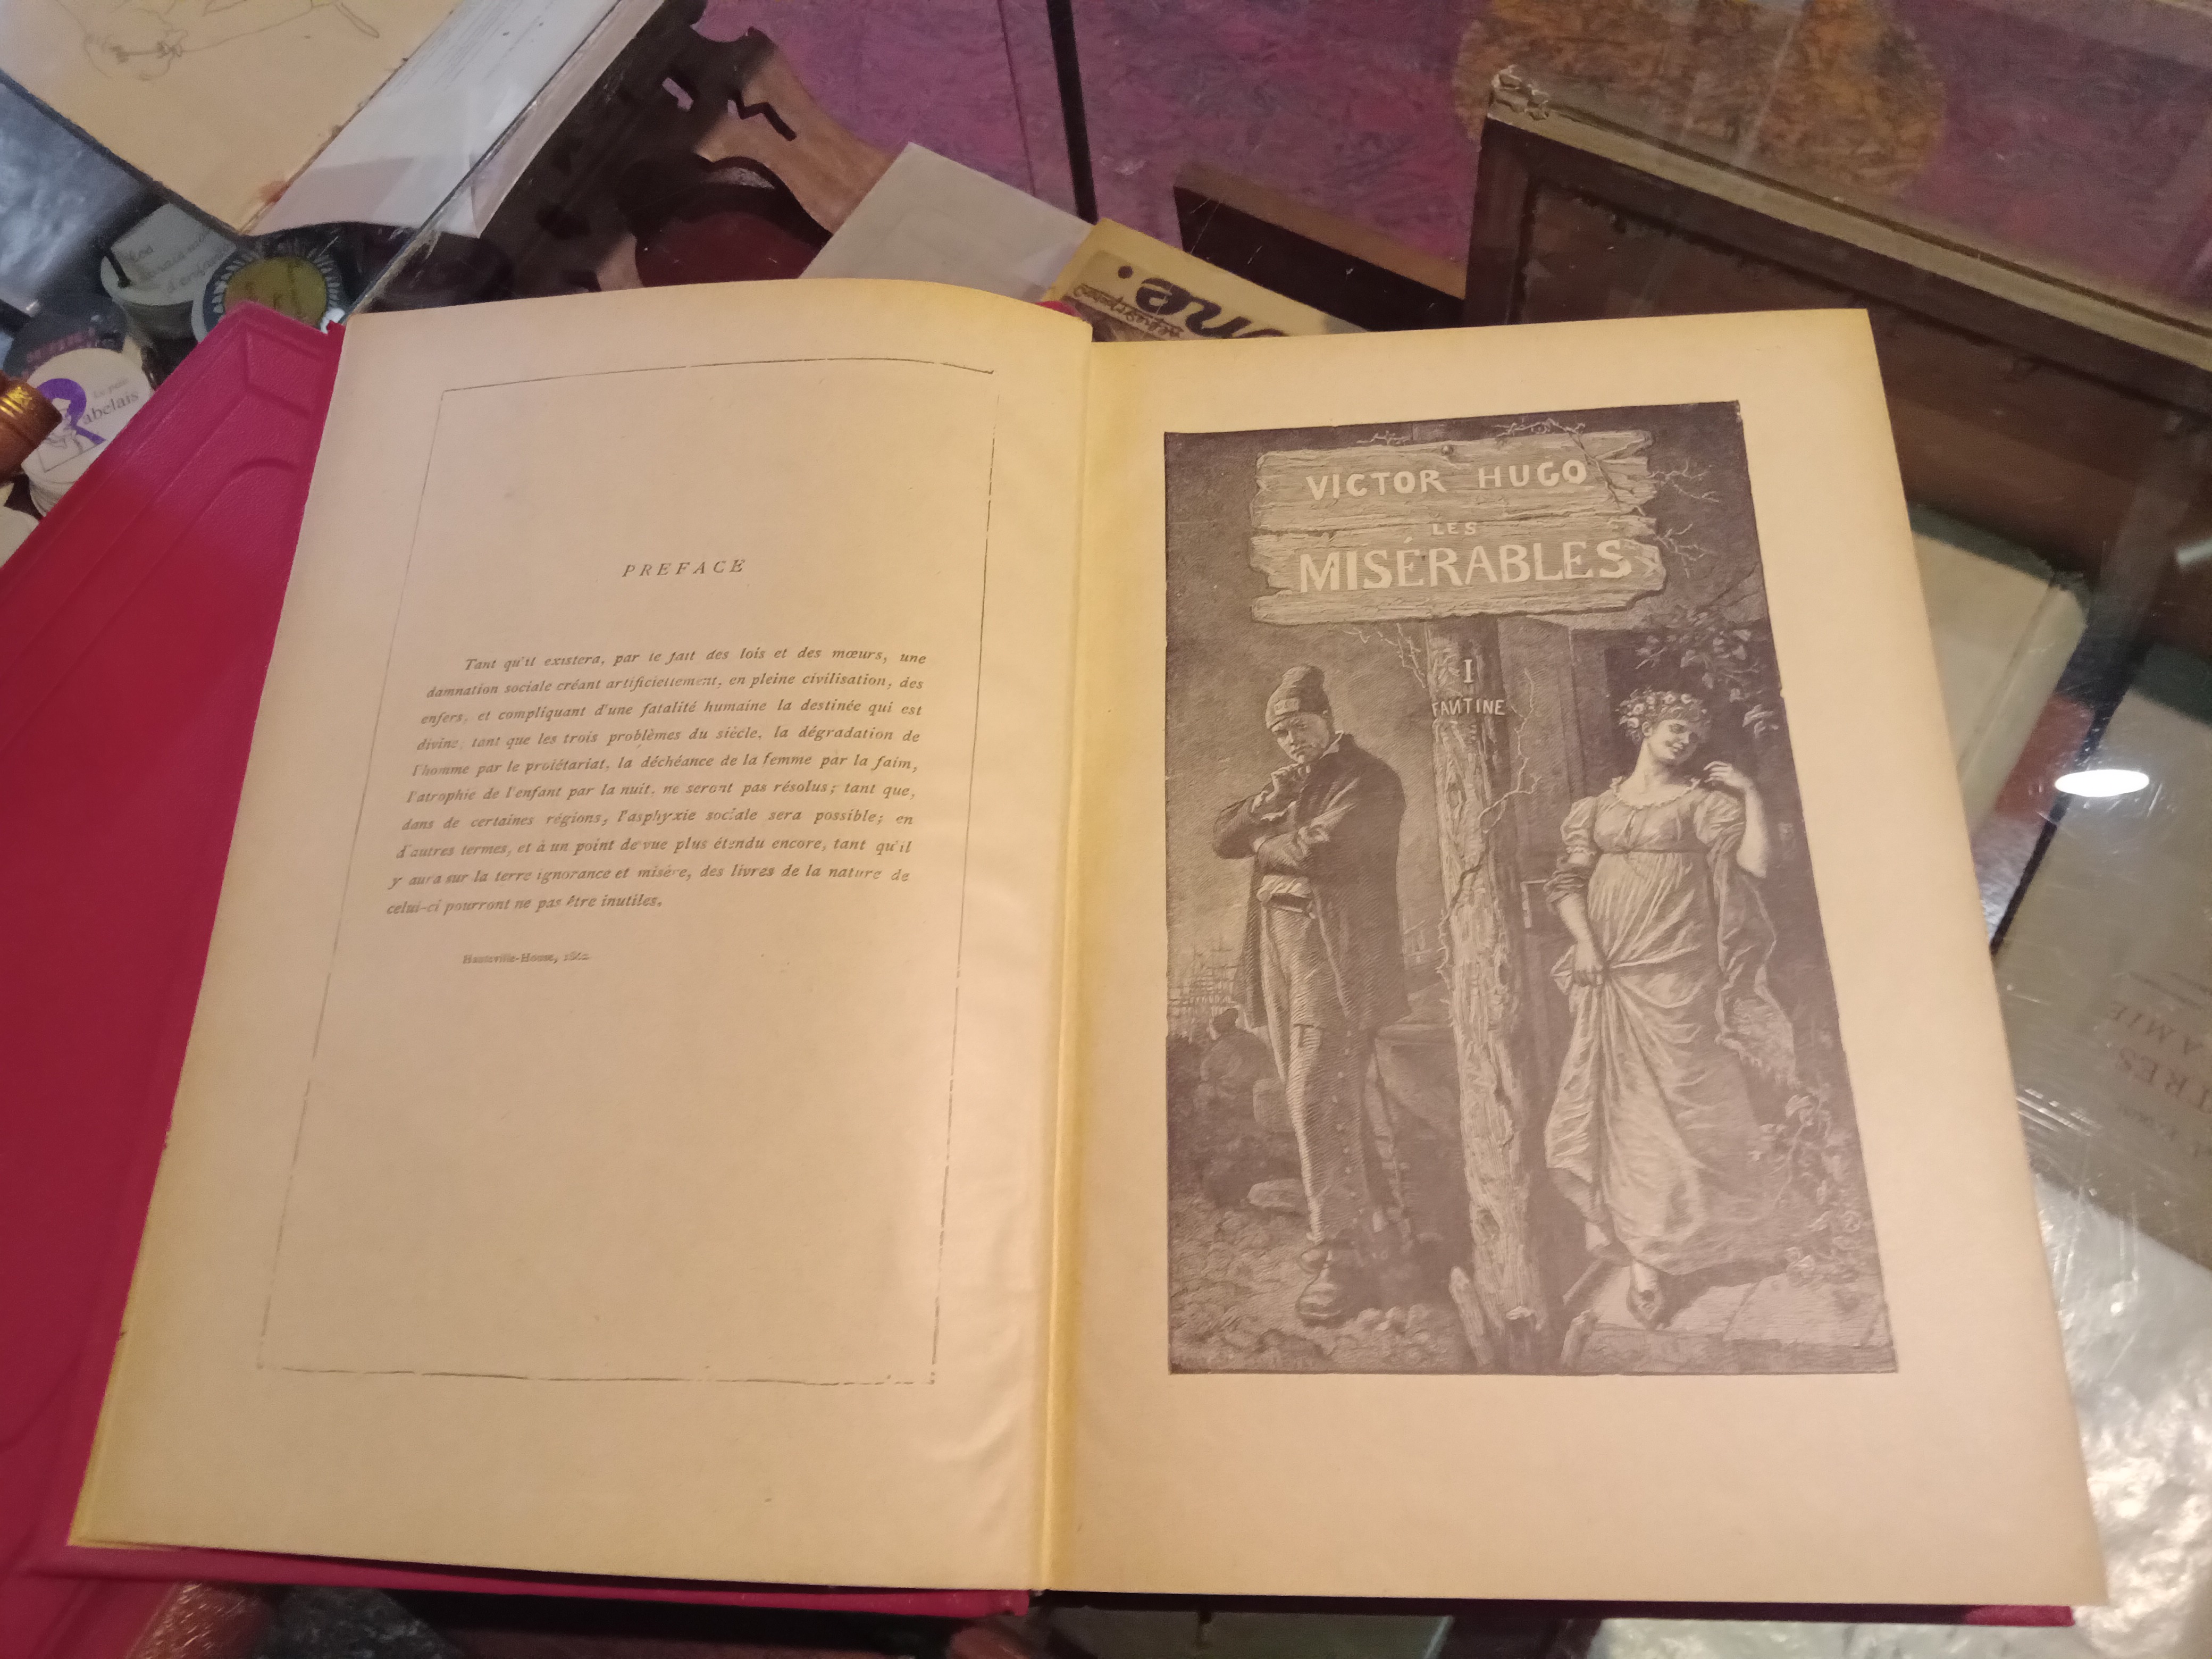 PREFACE
Tant qu'il existera, par le fait des lois et des mœurs, une
damnation sociale créant artificiellement, en pleine civilisation, des
enfers, et compliquant d'une fatalité humaine la destinée qui est
divine; tant que les trois problèmes du siècle, la dégradation de
l'homme par le prolétariat, la déchéance de la femme par la faim,
l'atrophie de l'enfant par la nuit, ne seront pas résolus; tant que,
dans de certaines régions, l'asphyxie sociale sera possible; en
d'autres termes, et à un point de vue plus étendu encore, tant qu'il
y aura sur la terre ignorance et misère, des livres de la nature de
celui-ci pourront ne pas être inutiles.
Hauteville-House, 1862
VICTOR HUGO
LES
MISÉRABLES
I
FANTINE
abelais